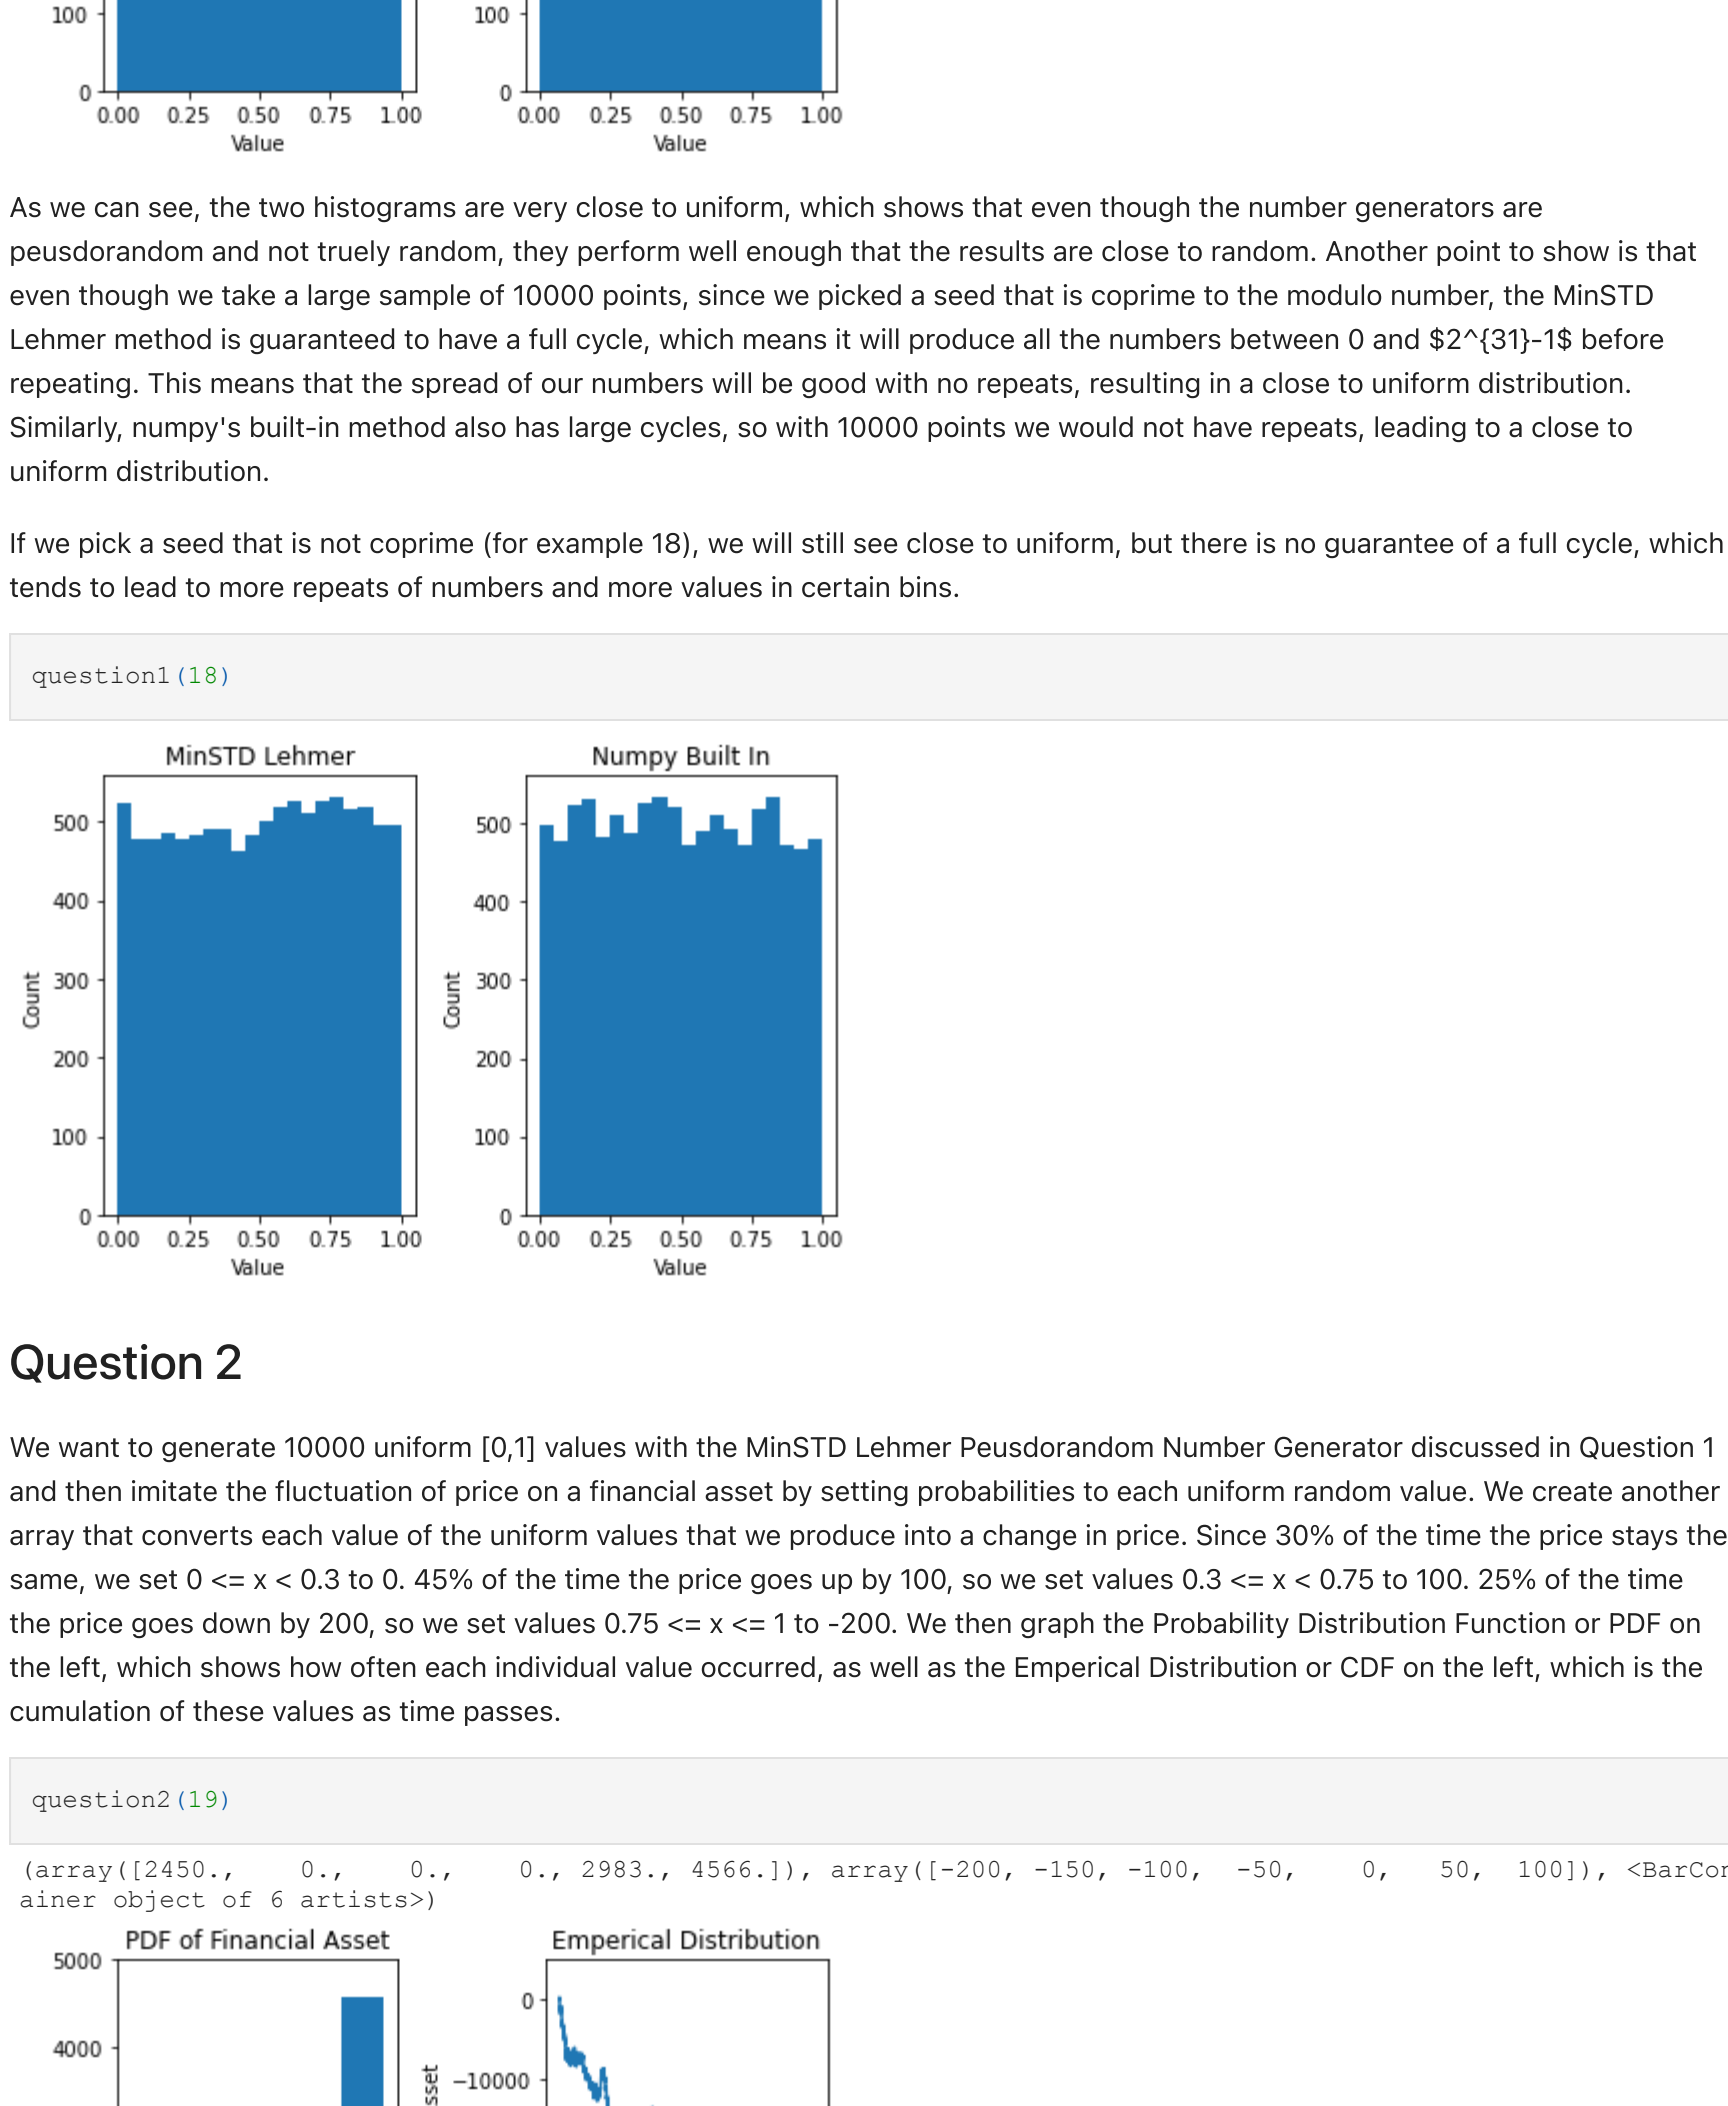 100
100
0
0
0.00 0.25 0.50 0.75 1.00
0.00 0.25 0.50 0.75 1.00
Value
Value
As we can see, the two histograms are very close to uniform, which shows that even though the number generators are
peusdorandom and not truely random, they perform well enough that the results are close to random. Another point to show is that
even though we take a large sample of 10000 points, since we picked a seed that is coprime to the modulo number, the MinSTD
Lehmer method is guaranteed to have a full cycle, which means it will produce all the numbers between 0 and $2^{31}-1$ before
repeating. This means that the spread of our numbers will be good with no repeats, resulting in a close to uniform distribution.
Similarly, numpy's built-in method also has large cycles, so with 10000 points we would not have repeats, leading to a close to
uniform distribution.
If we pick a seed that is not coprime (for example 18), we will still see close to uniform, but there is no guarantee of a full cycle, which
tends to lead to more repeats of numbers and more values in certain bins.
question1(18)
MinSTD Lehmer
500
400
300
200
100
0
Count
0.00 0.25 0.50 0.75 1.00
Value
Numpy Built In
500
400
300
200
100
0
Count
0.00 0.25 0.50 0.75 1.00
Value
Question 2
We want to generate 10000 uniform [0,1] values with the MinSTD Lehmer Peusdorandom Number Generator discussed in Question 1
and then imitate the fluctuation of price on a financial asset by setting probabilities to each uniform random value. We create another
array that converts each value of the uniform values that we produce into a change in price. Since 30% of the time the price stays the
same, we set 0 <= x < 0.3 to 0. 45% of the time the price goes up by 100, so we set values 0.3 <= x < 0.75 to 100. 25% of the time
the price goes down by 200, so we set values 0.75 <= x <= 1 to -200. We then graph the Probability Distribution Function or PDF on
the left, which shows how often each individual value occurred, as well as the Emperical Distribution or CDF on the left, which is the
cumulation of these values as time passes.
question2(19)
(array([2450., 0., 0., 0., 2983., 4566.]), array([-200, -150, -100, -50, 0, 50, 100]), <BarCon
ainer object of 6 artists>)
PDF of Financial Asset
5000
4000
Emperical Distribution
0
−10000
sset